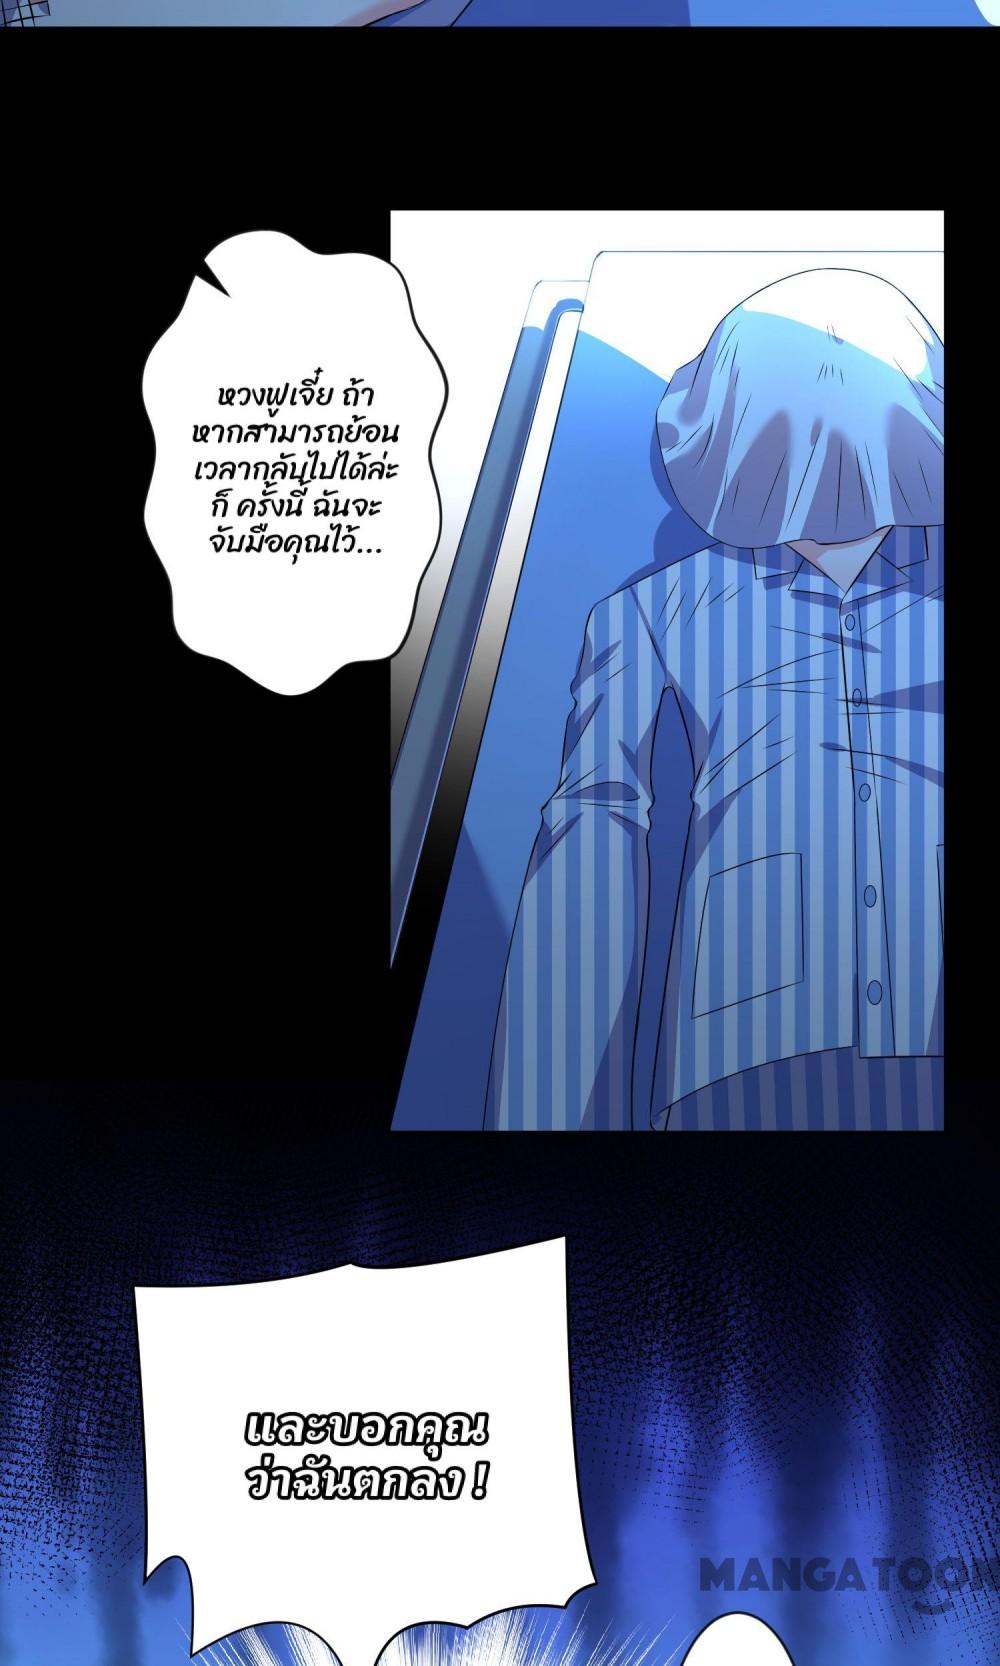 หวงฟูเจี๋ย ถ้า
หากสามารถย้อน
เวลากลับไปได้ล่ะ
ก็ ครั้งนี้ ฉันจะ
จับมือคุณไว้...
และบอกคุณ
ว่าฉันตกลง !
MANGATOON